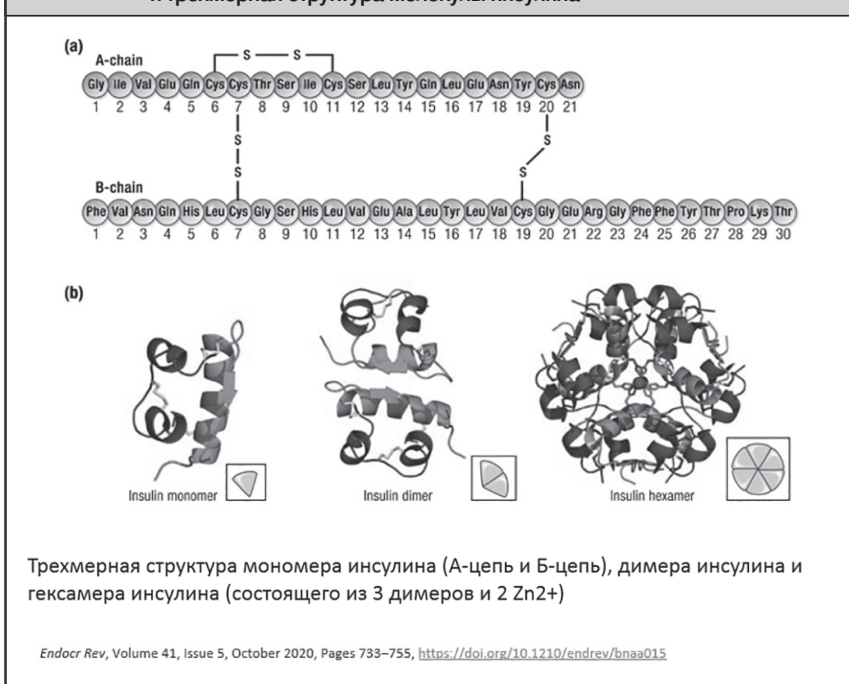 и трехмерная структура молекулы инсулина
(a)
A-chain
S S
Gly Ile Val Glu Gln Cys Cys Thr Ser Ile Cys Ser Leu Tyr Gln Leu Glu Asn Tyr Cys Asn
1 2 3 4 5 6 7 8 9 10 11 12 13 14 15 16 17 18 19 20 21
S S
S S
B-chain
Phe Val Asn Gln His Leu Cys Gly Ser His Leu Val Glu Ala Leu Tyr Leu Val Cys Gly Glu Arg Gly Phe Phe Tyr Thr Pro Lys Thr
1 2 3 4 5 6 7 8 9 10 11 12 13 14 15 16 17 18 19 20 21 22 23 24 25 26 27 28 29 30
(b)
Insulin monomer
Insulin dimer
Insulin hexamer
Трехмерная структура мономера инсулина (А-цепь и Б-цепь), димера инсулина и
гексамера инсулина (состоящего из 3 димеров и 2 Zn2+)
Endocr Rev, Volume 41, Issue 5, October 2020, Pages 733–755, https://doi.org/10.1210/endrev/bnaa015